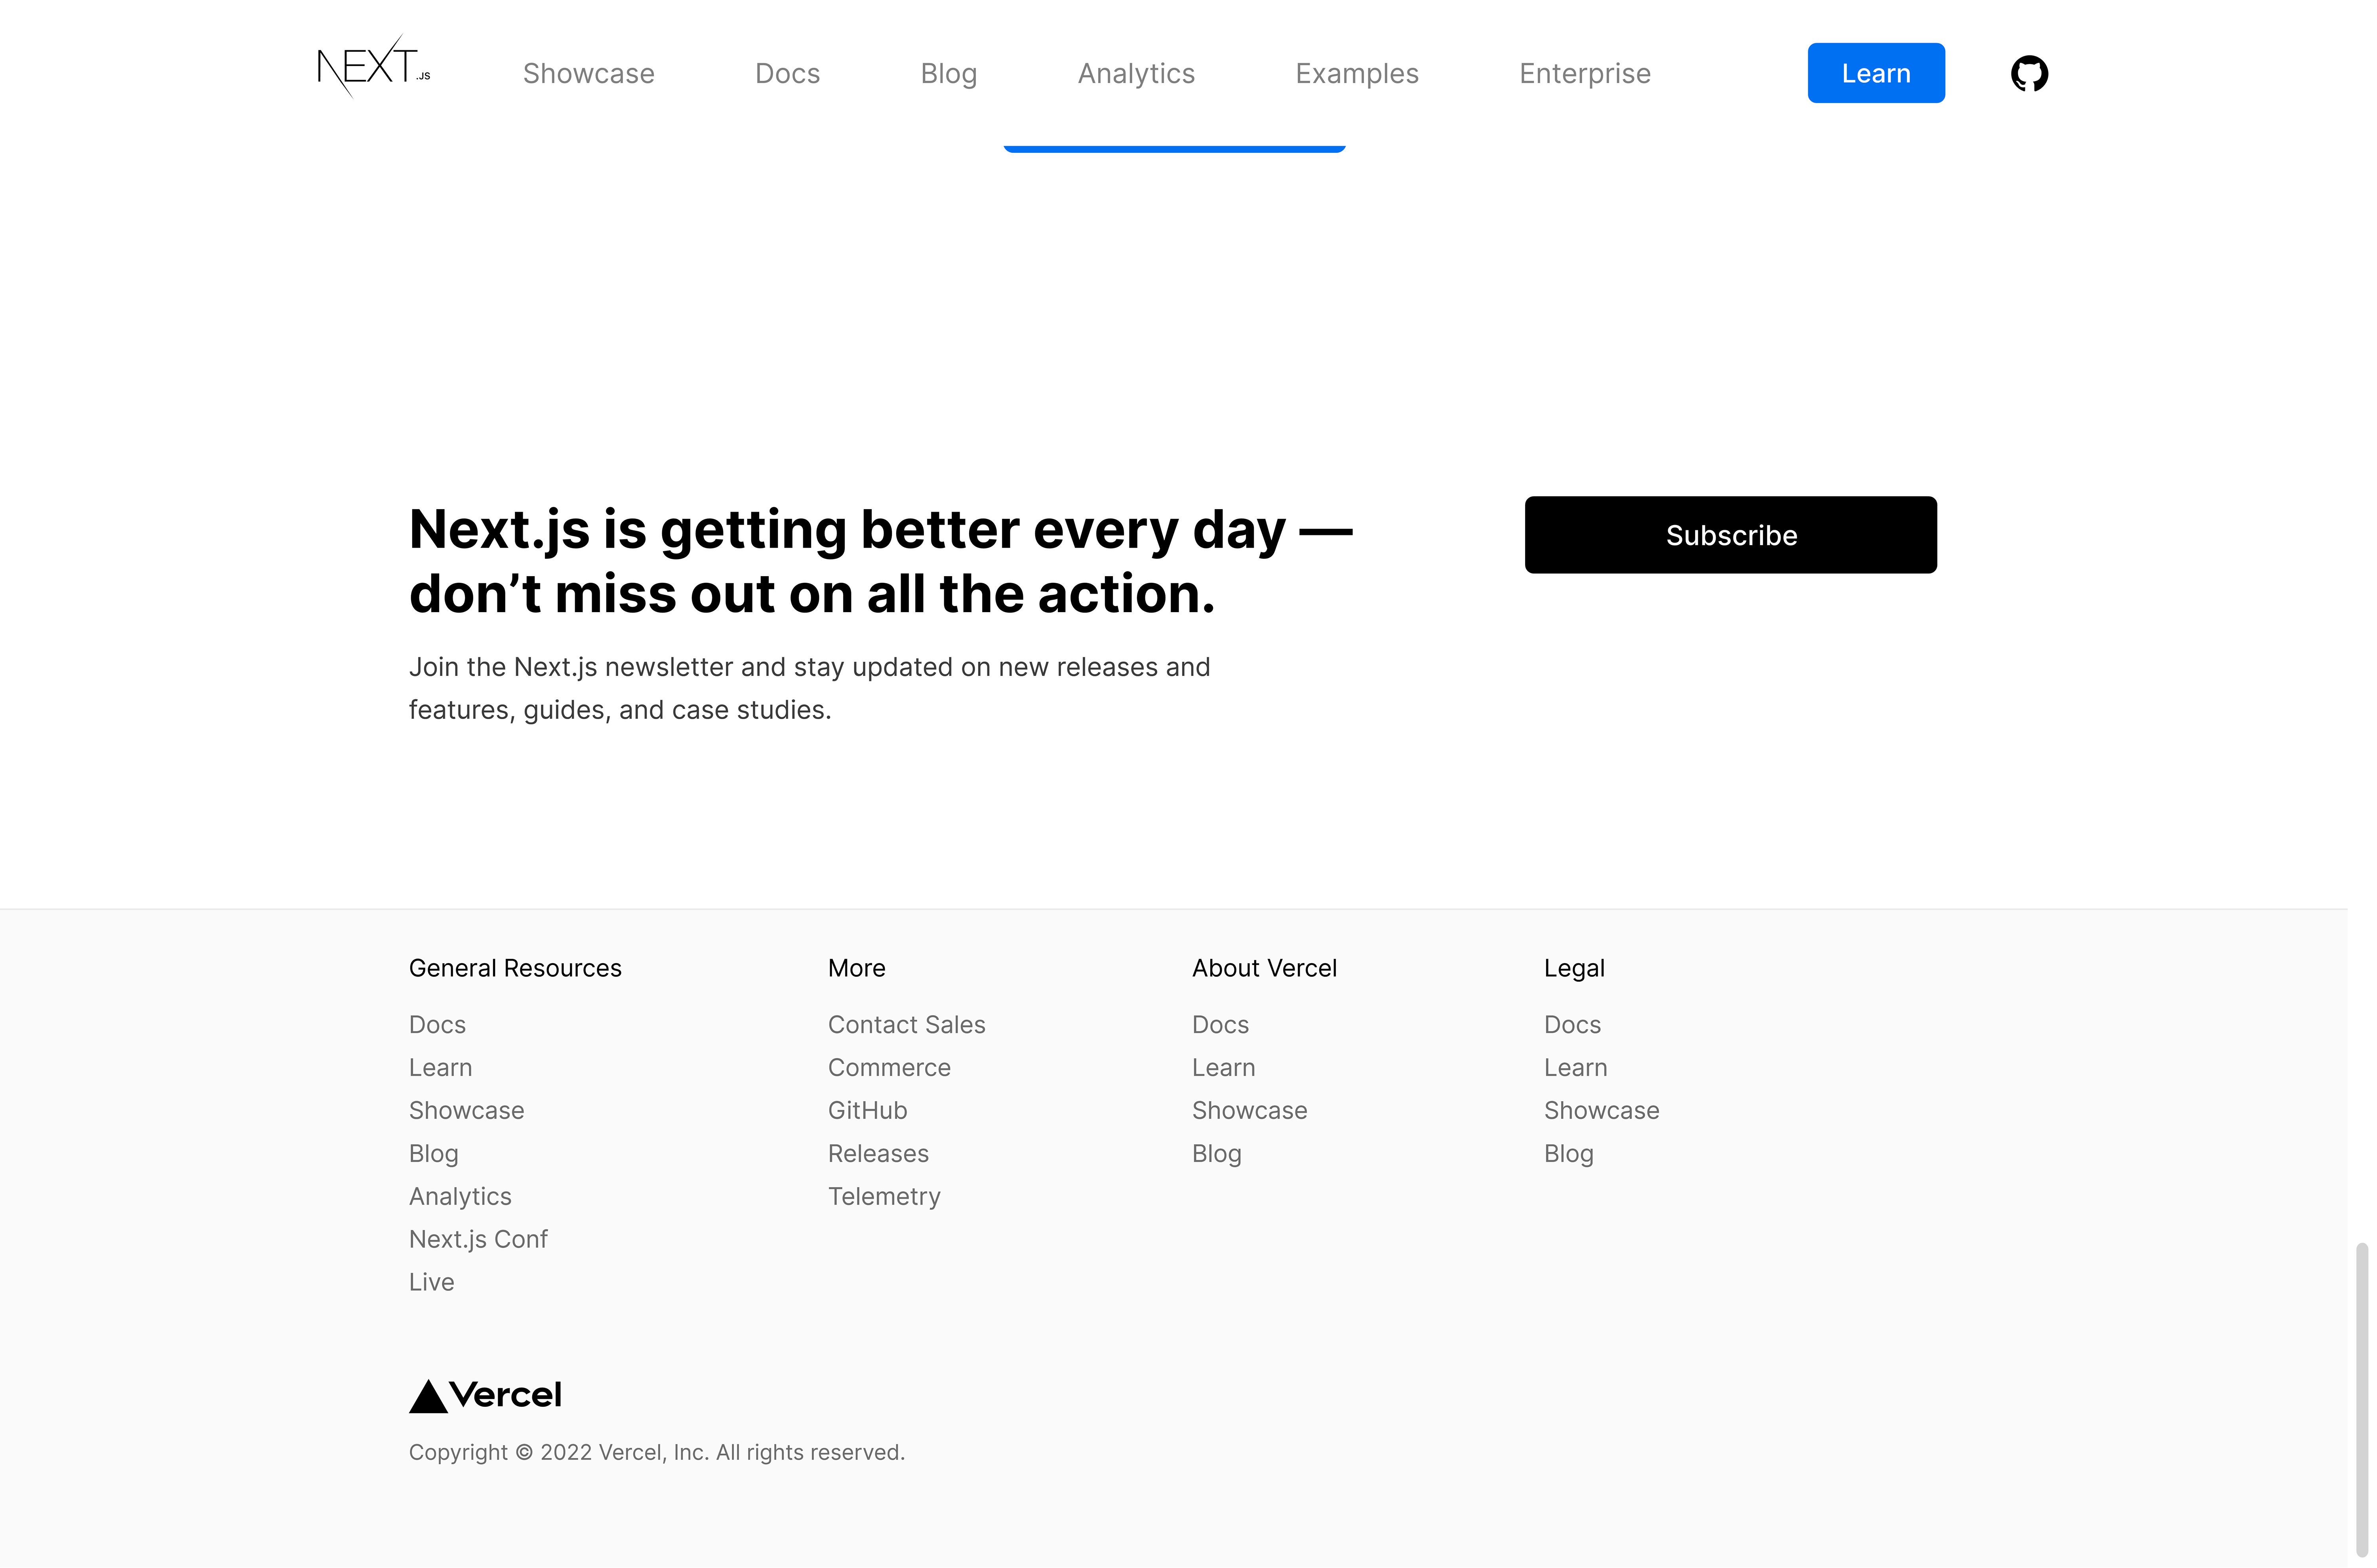 NEXT.JS
Showcase
Docs
Blog
Analytics
Examples
Enterprise
Learn
Next.js is getting better every day —
don’t miss out on all the action.
Join the Next.js newsletter and stay updated on new releases and
features, guides, and case studies.
Subscribe
General Resources
Docs
Learn
Showcase
Blog
Analytics
Next.js Conf
Live
More
Contact Sales
Commerce
GitHub
Releases
Telemetry
About Vercel
Docs
Learn
Showcase
Blog
Legal
Docs
Learn
Showcase
Blog
Vercel
Copyright © 2022 Vercel, Inc. All rights reserved.